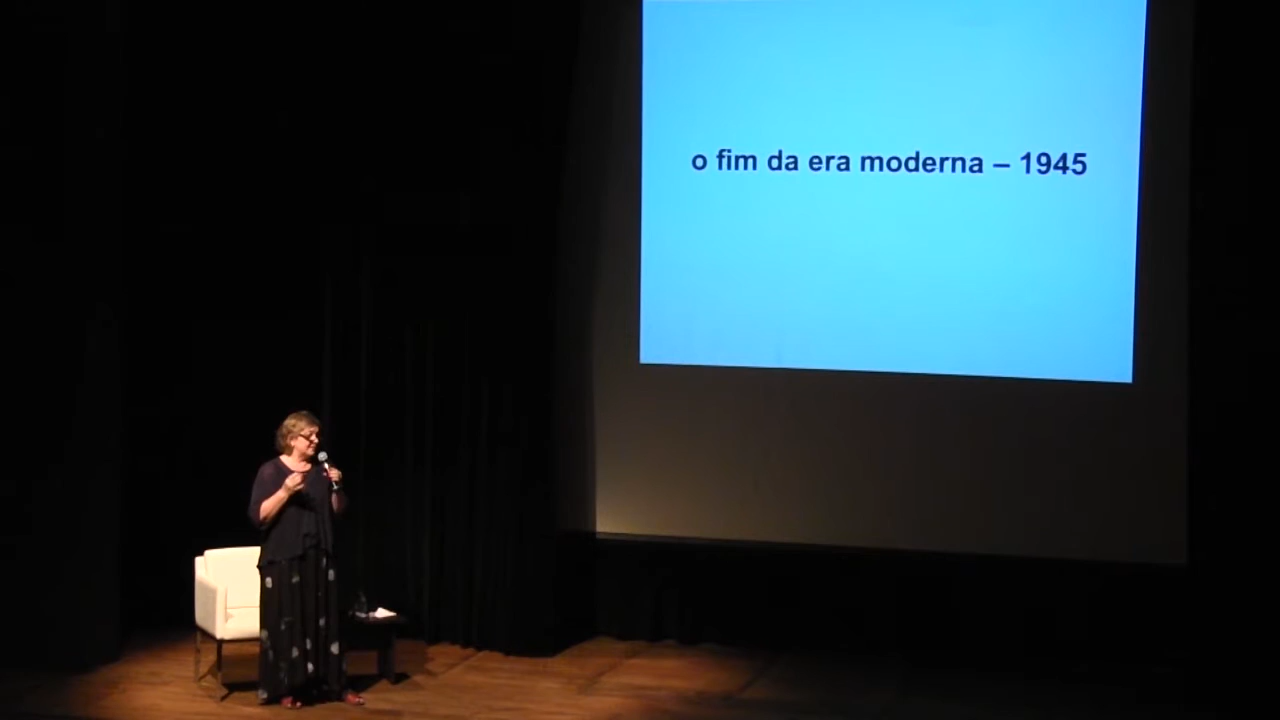 o fim da era moderna – 1945